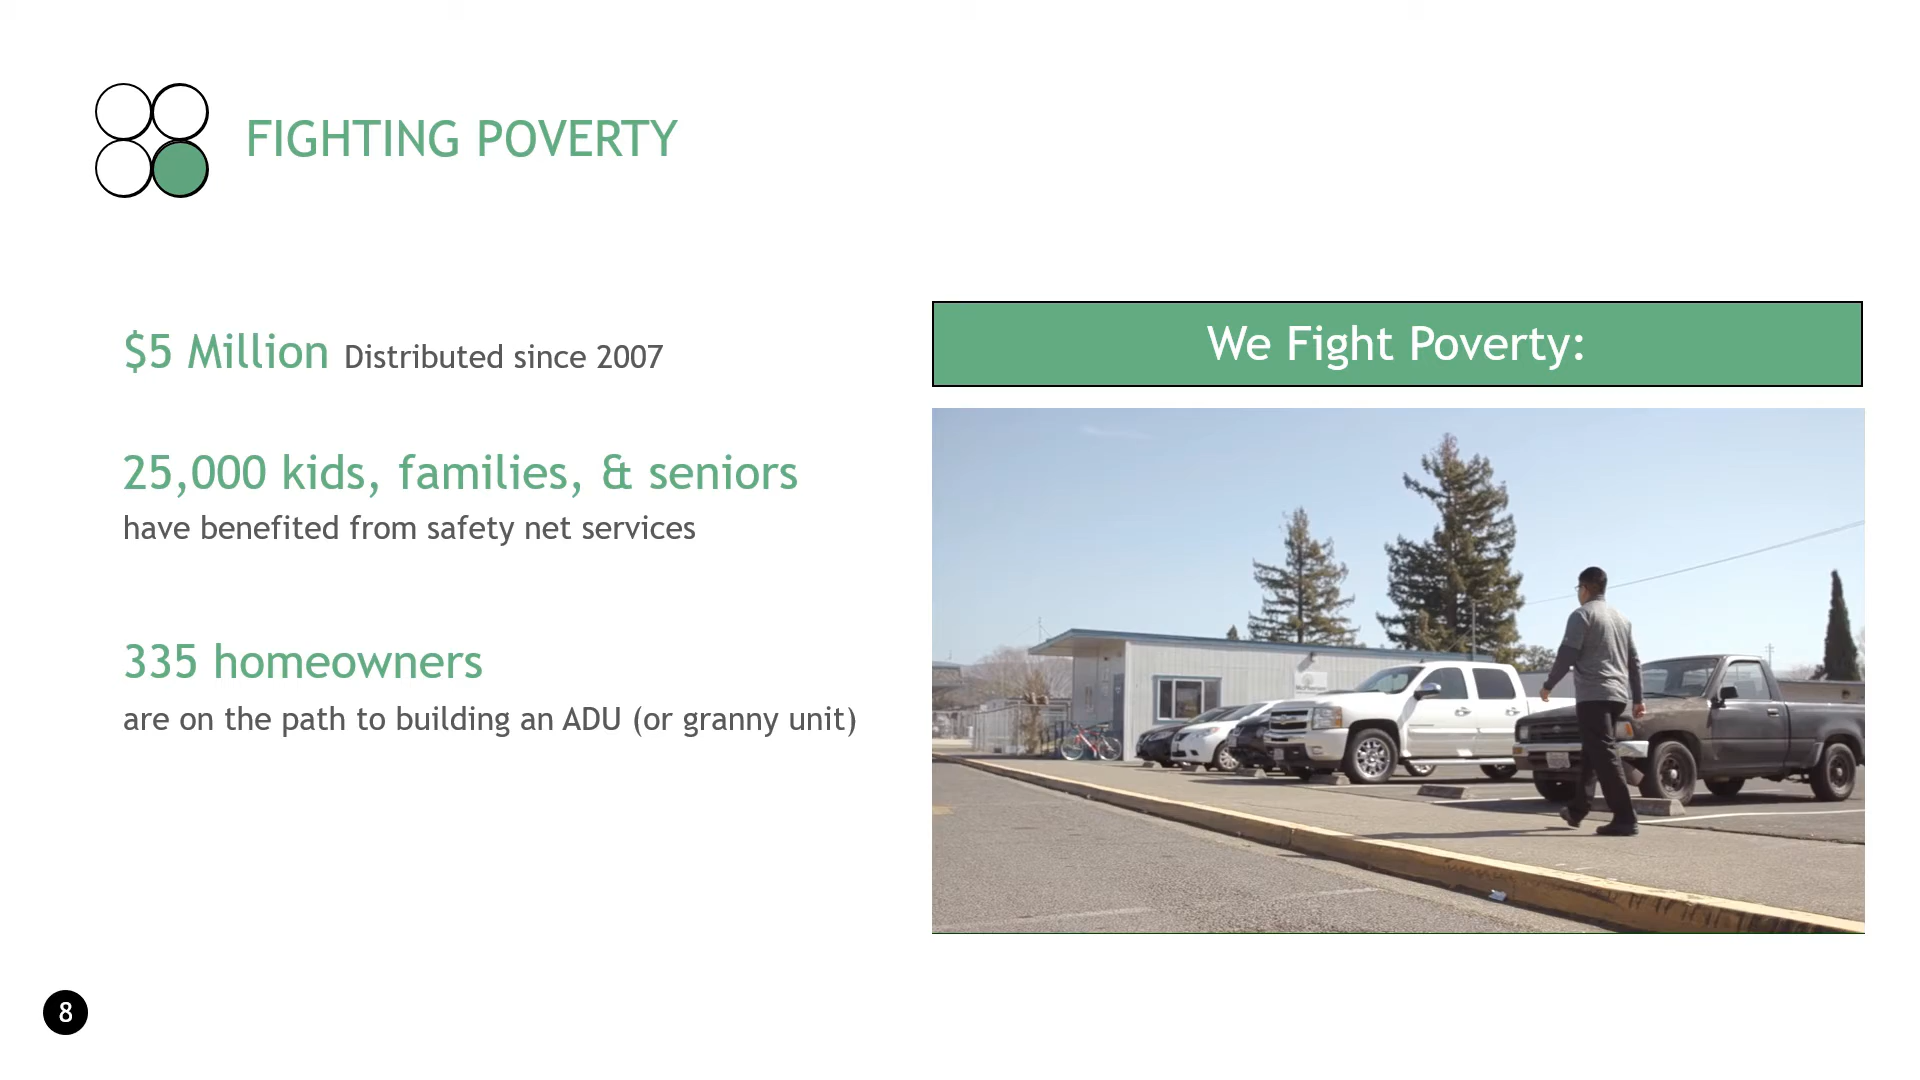 FIGHTING POVERTY
$5 Million Distributed since 2007
25,000 kids, families, & seniors
have benefited from safety net services
335 homeowners
are on the path to building an ADU (or granny unit)
We Fight Poverty:
8